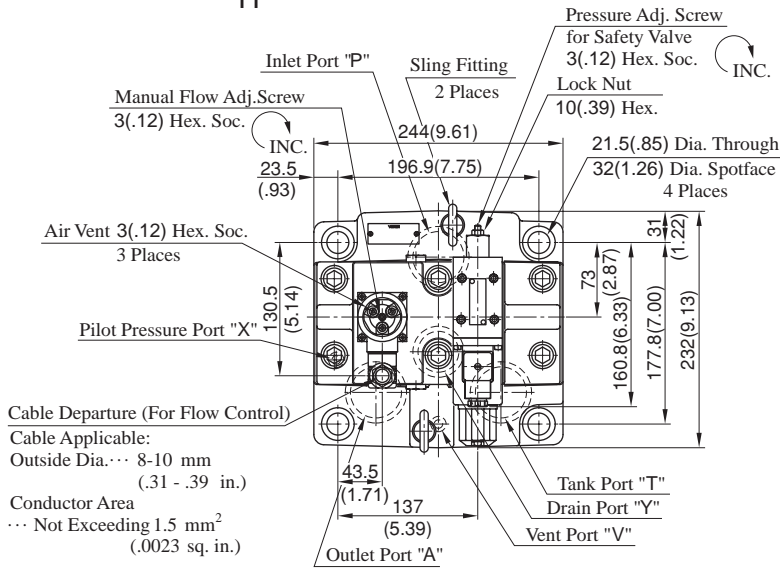 Pressure Adj. Screw
for Safety Valve
3(.12) Hex. Soc.
INC.
Inlet Port "P"
Sling Fitting
2 Places
Lock Nut
10(.39) Hex.
Manual Flow Adj.Screw
3(.12) Hex. Soc.
INC.
244(9.61)
21.5(.85) Dia. Through
32(1.26) Dia. Spotface
4 Places
23.5
(.93)
196.9(7.75)
31
(1.22)
Air Vent 3(.12) Hex. Soc.
3 Places
130.5
(5.14)
73
(2.87)
160.8(6.33)
177.8(7.00)
232(9.13)
Pilot Pressure Port "X"
Cable Departure (For Flow Control)
Cable Applicable:
Outside Dia.··· 8-10 mm
(.31 - .39 in.)
Conductor Area
··· Not Exceeding 1.5 mm²
(.0023 sq. in.)
43.5
(1.71)
137
(5.39)
Tank Port "T"
Drain Port "Y"
Vent Port "V"
Outlet Port "A"